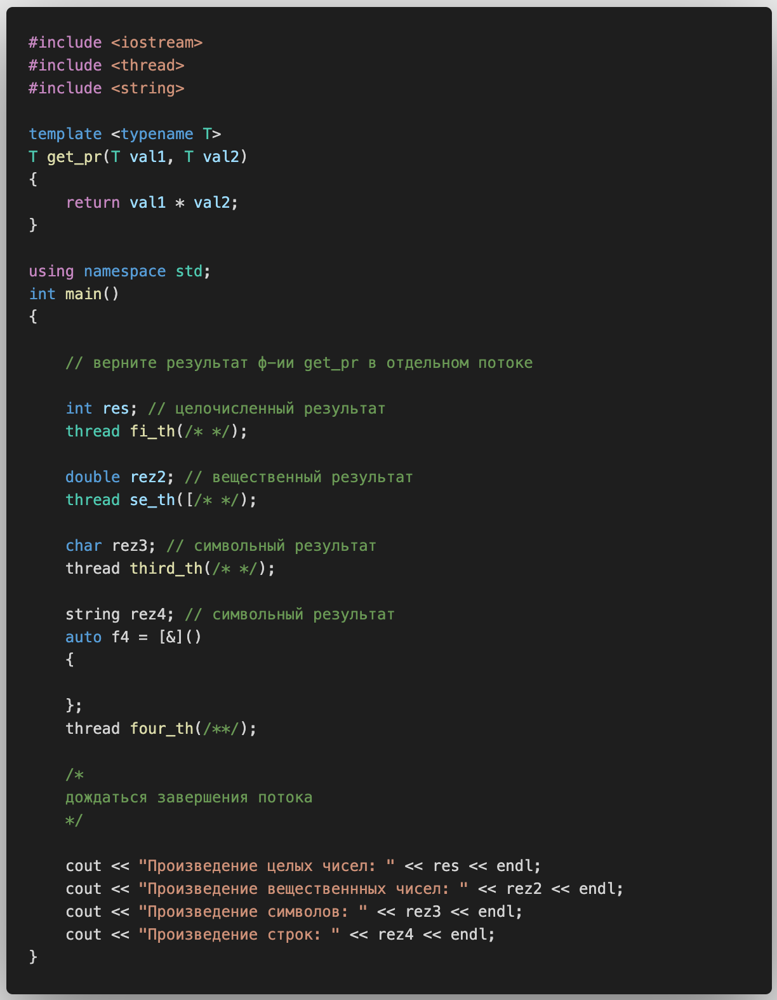 #include <iostream>
#include <thread>
#include <string>
template <typename T>
T get_pr(T val1, T val2)
{
return val1 * val2;
}
using namespace std;
int main()
{
// верните результат ф-ии get_pr в отдельном потоке
int res; // целочисленный результат
thread fi_th(/* */);
double rez2; // вещественный результат
thread se_th([/* */);
char rez3; // символьный результат
thread third_th(/* */);
string rez4; // символьный результат
auto f4 = [&]()
{
};
thread four_th(/**/);
/*
дождаться завершения потока
*/
cout << "Произведение целых чисел: " << res << endl;
cout << "Произведение вещественнных чисел: " << rez2 << endl;
cout << "Произведение символов: " << rez3 << endl;
cout << "Произведение строк: " << rez4 << endl;
}